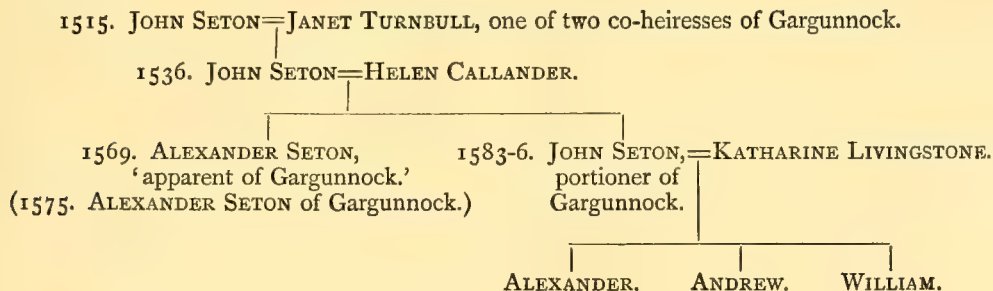 1515. JOHN SETON=JANET TURNBULL, one of two co-heiresses of Gargunnock.
1536. JOHN SETON=HELEN CALLANDER.
1569. ALEXANDER SETON, 1583-6. JOHN SETON,=KATHARINE LIVINGSTONE.
'apparent of Gargunnock.' portioner of
(1575. ALEXANDER SETON of Gargunnock.) Gargunnock.
ALEXANDER. ANDREW. WILLIAM.